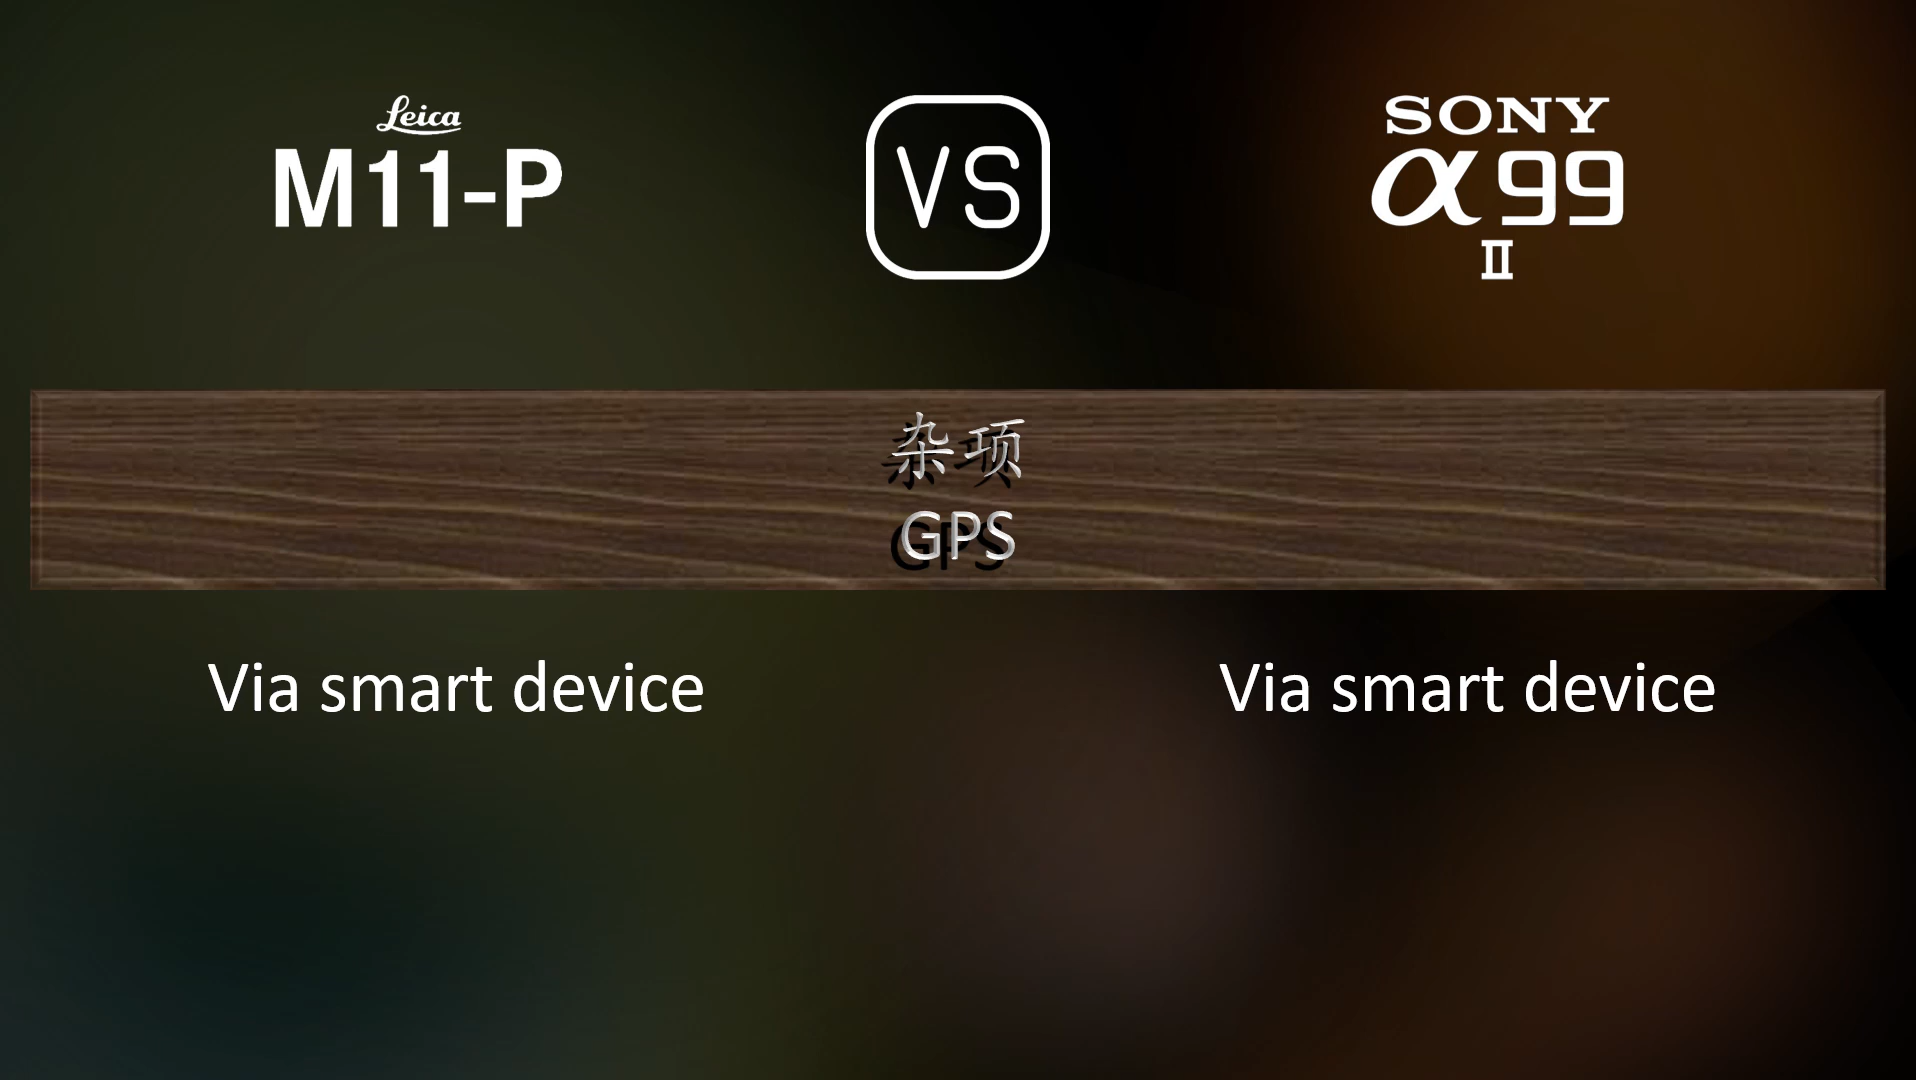 Leica
M11-P
VS
SONY
α99
II
杂项
GPS
Via smart device
Via smart device